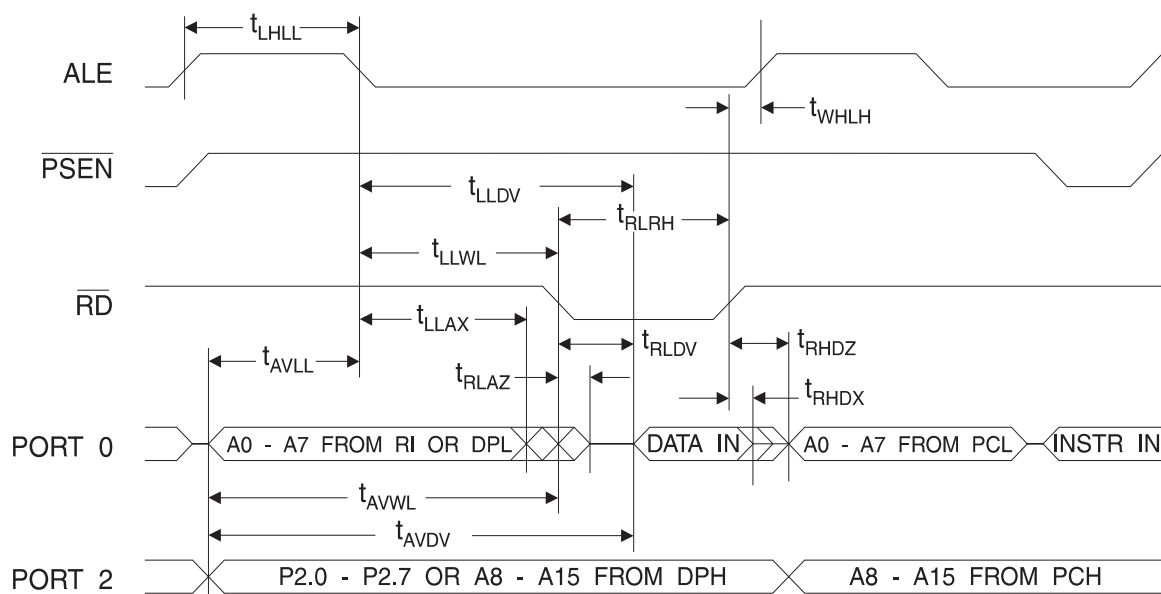 tLHLL
ALE
tWHLH
PSEN
tLLDV
tRLRH
tLLWL
RD
tLLAX
tRLDV
tRHDZ
tAVLL
tRLAZ
tRHDX
PORT 0
A0 - A7 FROM RI OR DPL
DATA IN
A0 - A7 FROM PCL
INSTR IN
tAVWL
tAVDV
PORT 2
P2.0 - P2.7 OR A8 - A15 FROM DPH
A8 - A15 FROM PCH